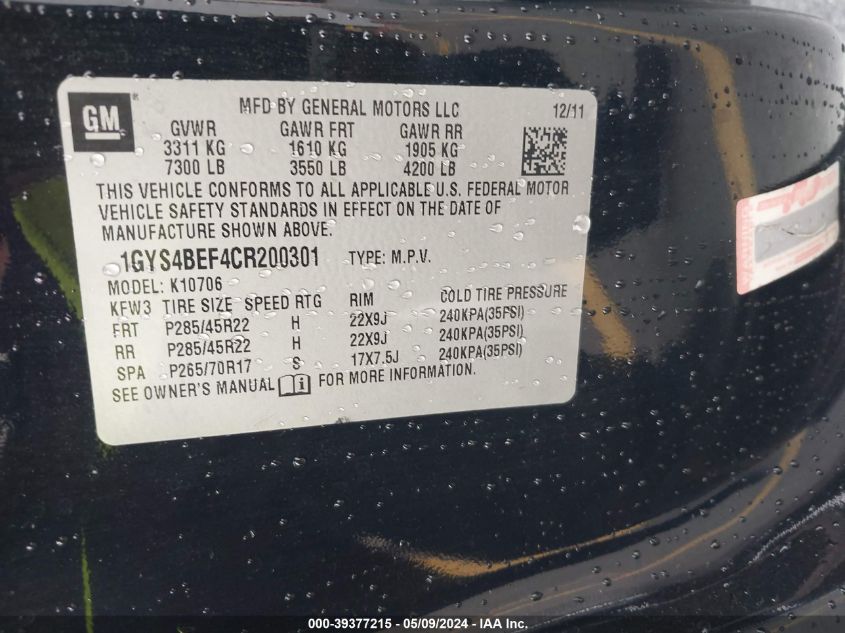 GM
MFD BY GENERAL MOTORS LLC 12/11
GVWR GAWR FRT GAWR RR
3311 KG 1610 KG 1905 KG
7300 LB 3550 LB 4200 LB
THIS VEHICLE CONFORMS TO ALL APPLICABLE U.S. FEDERAL MOTOR
VEHICLE SAFETY STANDARDS IN EFFECT ON THE DATE OF
MANUFACTURE SHOWN ABOVE.
1GYS4BEF4CR200301 TYPE: M.P.V.
MODEL: K10706
KFW3 TIRE SIZE SPEED RTG RIM COLD TIRE PRESSURE
FRT P285/45R22 H 22X9J 240KPA(35PSI)
RR P285/45R22 H 22X9J 240KPA(35PSI)
SPA P265/70R17 S 17X7.5J 240KPA(35PSI)
SEE OWNER'S MANUAL i FOR MORE INFORMATION.
000-39377215 - 05/09/2024 - IAA Inc.